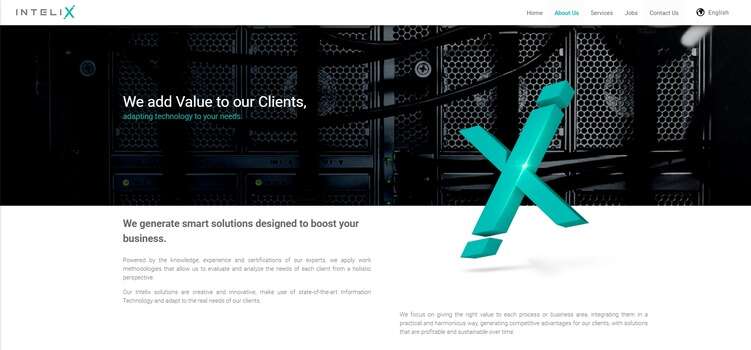 INTELIX
Home About Us Services Jobs Contact Us English
We add Value to our Clients,
adapting technology to your needs.
We generate smart solutions designed to boost your
business.
Powered by the knowledge, experience and certifications of our experts, we apply work
methodologies that allow us to evaluate and analyze the needs of each client from a holistic
perspective.
Our Intelix solutions are creative and innovative, make use of state-of-the-art Information
Technology and adapt to the real needs of our clients.
We focus on giving the right value to each process or business area, integrating them in a
practical and harmonious way, generating competitive advantages for our clients, with solutions
that are profitable and sustainable over time.